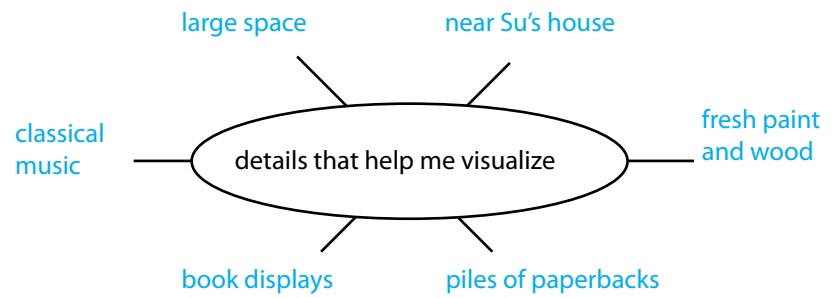 large space
near Su’s house
classical
music
details that help me visualize
fresh paint
and wood
book displays
piles of paperbacks